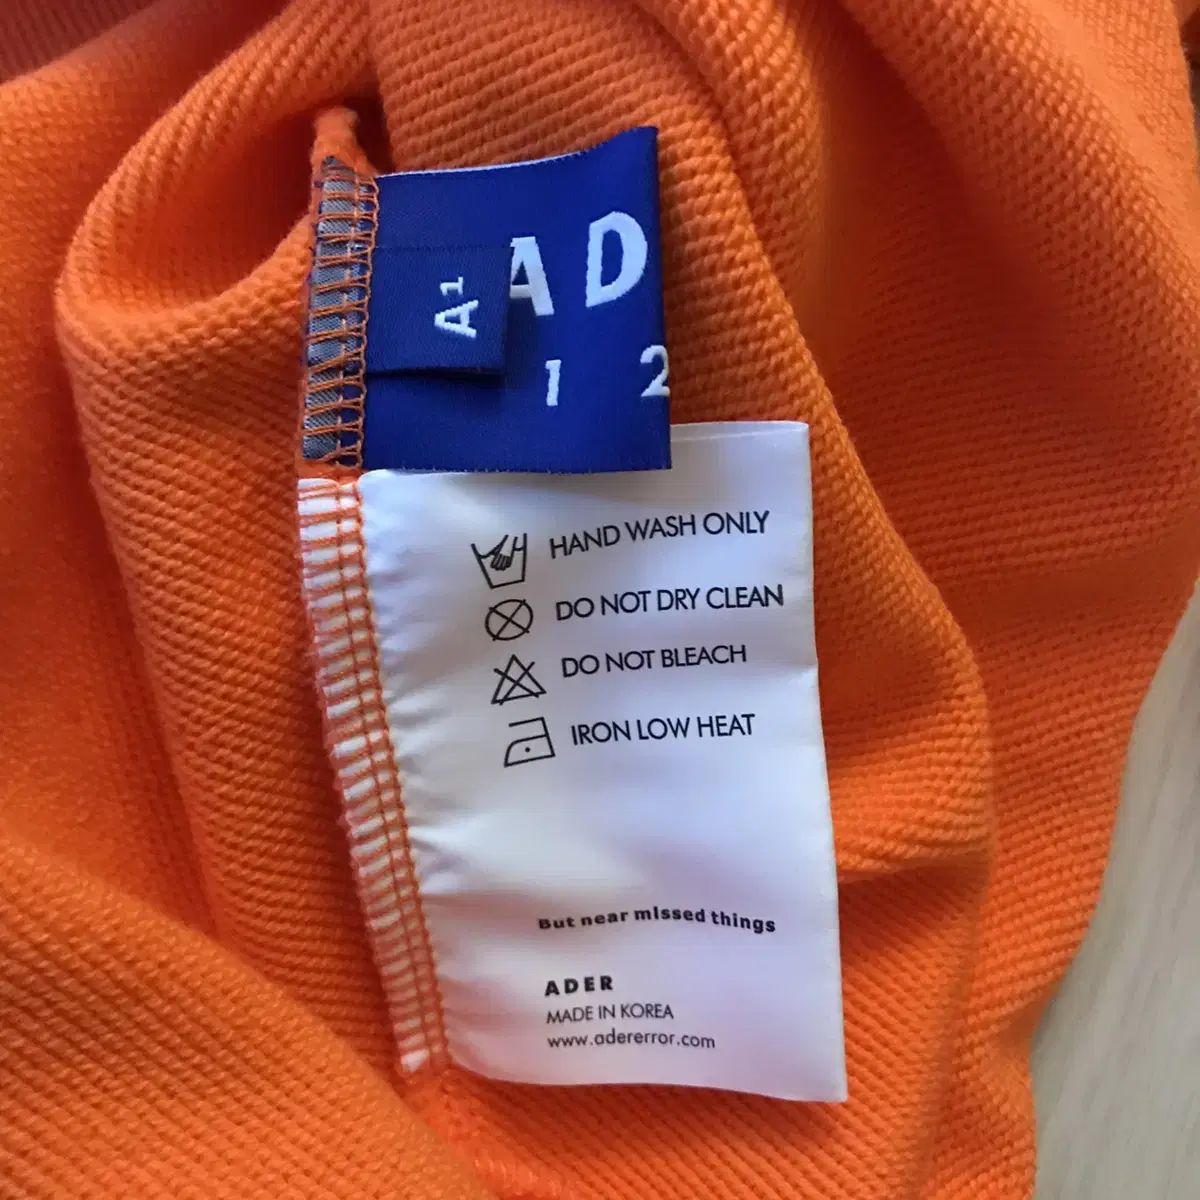 A¹
AD
1 2
HAND WASH ONLY
DO NOT DRY CLEAN
DO NOT BLEACH
IRON LOW HEAT
But near missed things
ADER
MADE IN KOREA
www.adererror.com